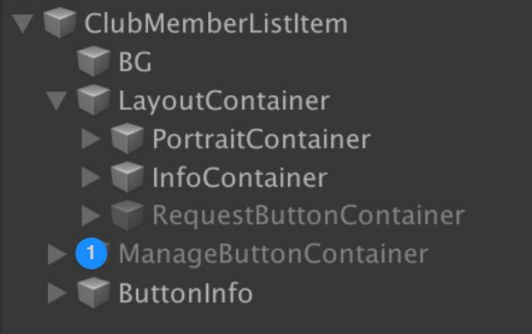 ClubMemberListItem
BG
LayoutContainer
PortraitContainer
InfoContainer
RequestButtonContainer
1 ManageButtonContainer
ButtonInfo